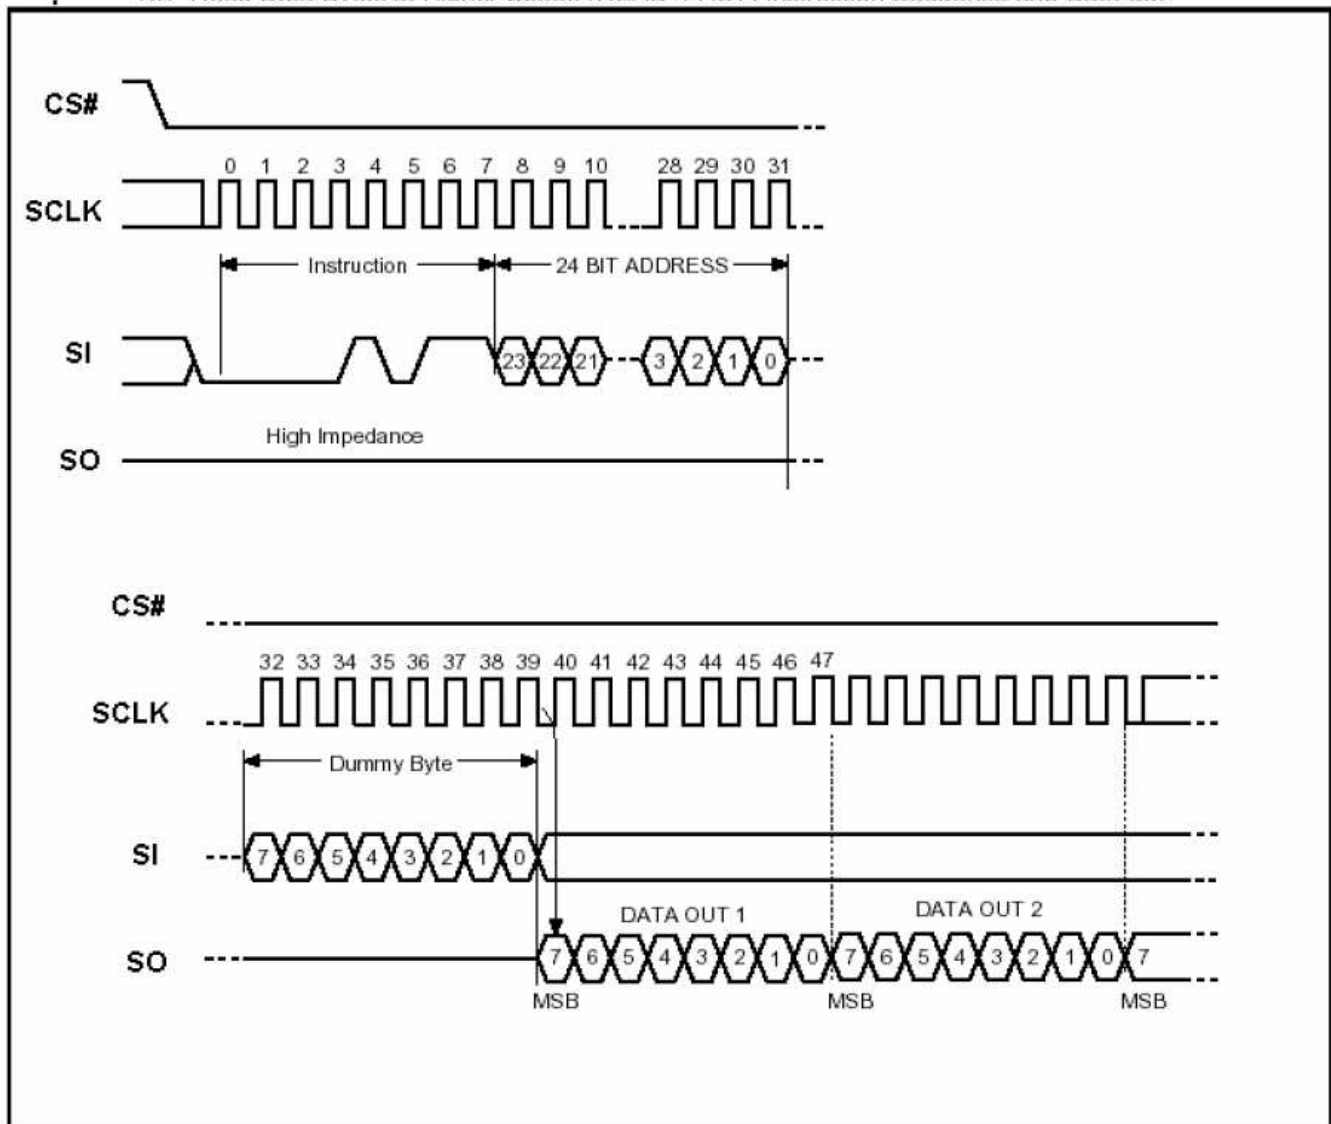 CS#
0 1 2 3 4 5 6 7 8 9 10 28 29 30 31
SCLK
Instruction 24 BIT ADDRESS
SI
23 22 21 3 2 1 0
High Impedance
SO
CS#
32 33 34 35 36 37 38 39 40 41 42 43 44 45 46 47
SCLK
Dummy Byte
SI
7 6 5 4 3 2 1 0
DATA OUT 1 DATA OUT 2
SO
7 6 5 4 3 2 1 0 7 6 5 4 3 2 1 0 7
MSB MSB MSB